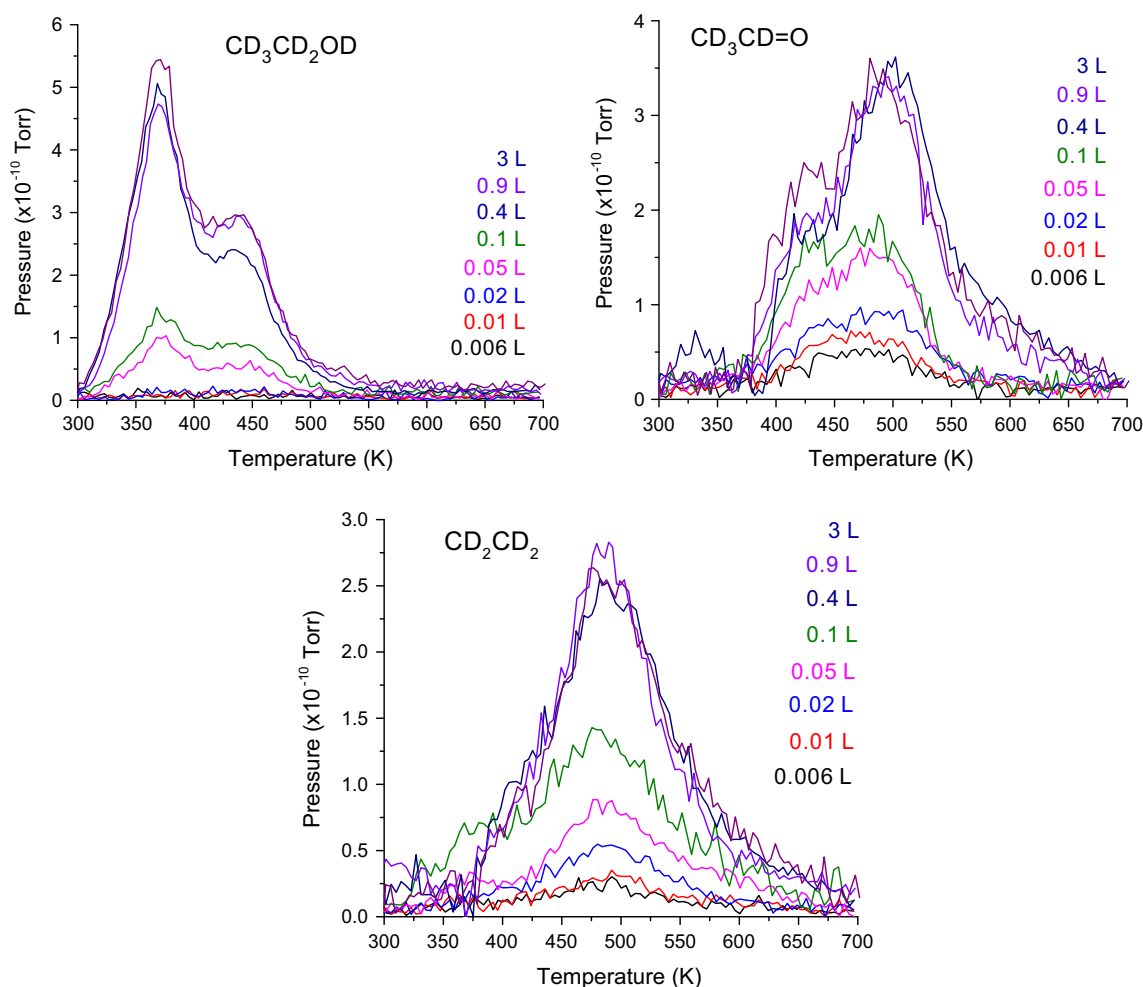 CD3CD2OD
Pressure (x10-10 Torr)
6
5
4
3
2
1
0
3 L
0.9 L
0.4 L
0.1 L
0.05 L
0.02 L
0.01 L
0.006 L
300 350 400 450 500 550 600 650 700
Temperature (K)
CD3CD=O
Pressure (x10-10 Torr)
4
3
2
1
0
3 L
0.9 L
0.4 L
0.1 L
0.05 L
0.02 L
0.01 L
0.006 L
300 350 400 450 500 550 600 650 700
Temperature (K)
CD2CD2
Pressure (x10-10 Torr)
3.0
2.5
2.0
1.5
1.0
0.5
0.0
3 L
0.9 L
0.4 L
0.1 L
0.05 L
0.02 L
0.01 L
0.006 L
300 350 400 450 500 550 600 650 700
Temperature (K)